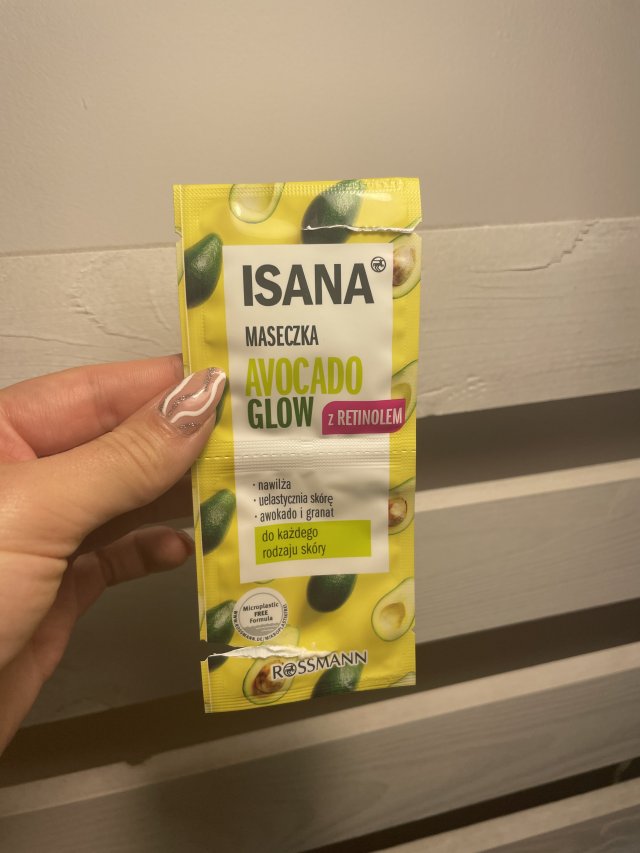 ISANA
MASECZKA
AVOCADO
GLOW
z RETINOLEM
• nawilża
• uelastycznia skórę
• awokado i granat
do każdego
rodzaju skóry
Microplastic
FREE
Formula
ROSSMANN